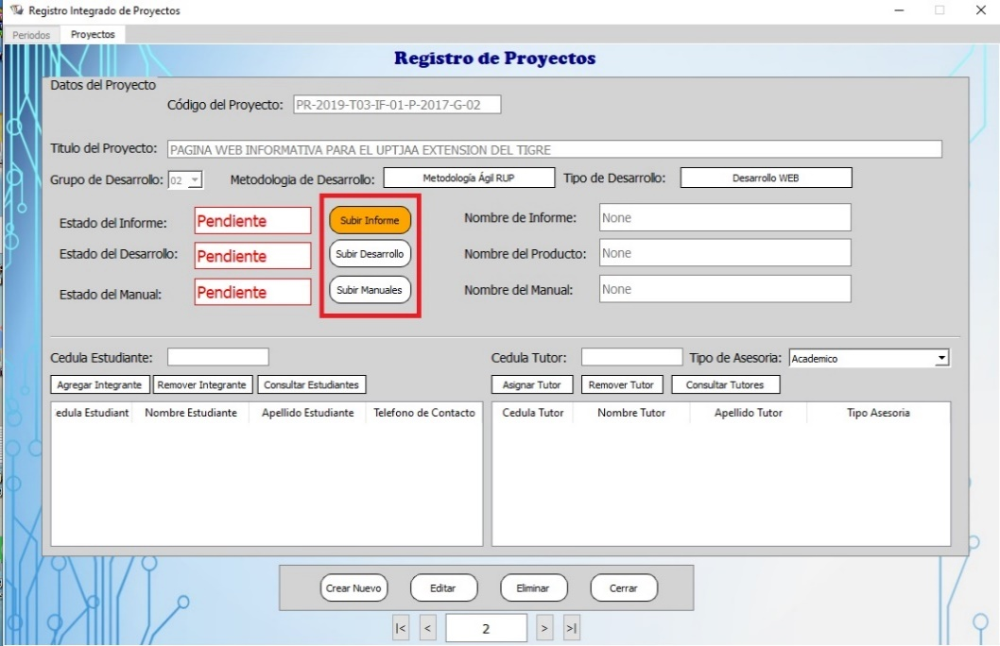 Registro Integrado de Proyectos
Periodos Proyectos
Registro de Proyectos
Datos del Proyecto
Código del Proyecto: PR-2019-T03-IF-01-P-2017-G-02
Titulo del Proyecto: PAGINA WEB INFORMATIVA PARA EL UPTJAA EXTENSION DEL TIGRE
Grupo de Desarrollo: 02 Metodologia de Desarrollo: Metodología Ágil RUP Tipo de Desarrollo: Desarrollo WEB
Estado del Informe: Pendiente Subir Informe Nombre de Informe: None
Estado del Desarrollo: Pendiente Subir Desarrollo Nombre del Producto: None
Estado del Manual: Pendiente Subir Manuales Nombre del Manual: None
Cedula Estudiante: Cedula Tutor: Tipo de Asesoria: Academico
Agregar Integrante Remover Integrante Consultar Estudiantes Asignar Tutor Remover Tutor Consultar Tutores
edula Estudiant Nombre Estudiante Apellido Estudiante Telefono de Contacto Cedula Tutor Nombre Tutor Apellido Tutor Tipo Asesoria
Crear Nuevo Editar Eliminar Cerrar
|< < 2 > >|